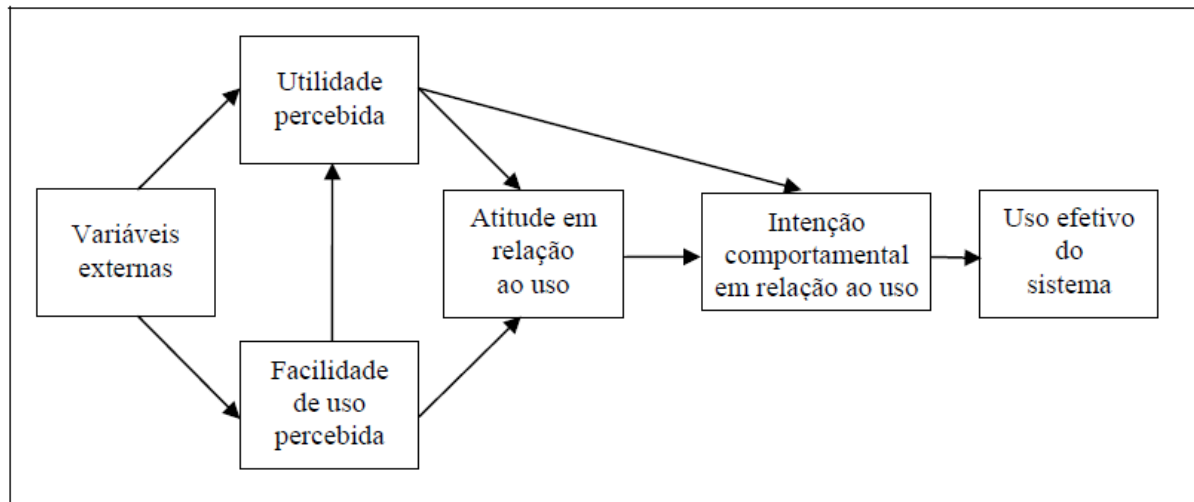 Utilidade
percebida
Variáveis
externas
Atitude em
relação
ao uso
Intenção
comportamental
em relação ao uso
Uso efetivo
do
sistema
Facilidade
de uso
percebida